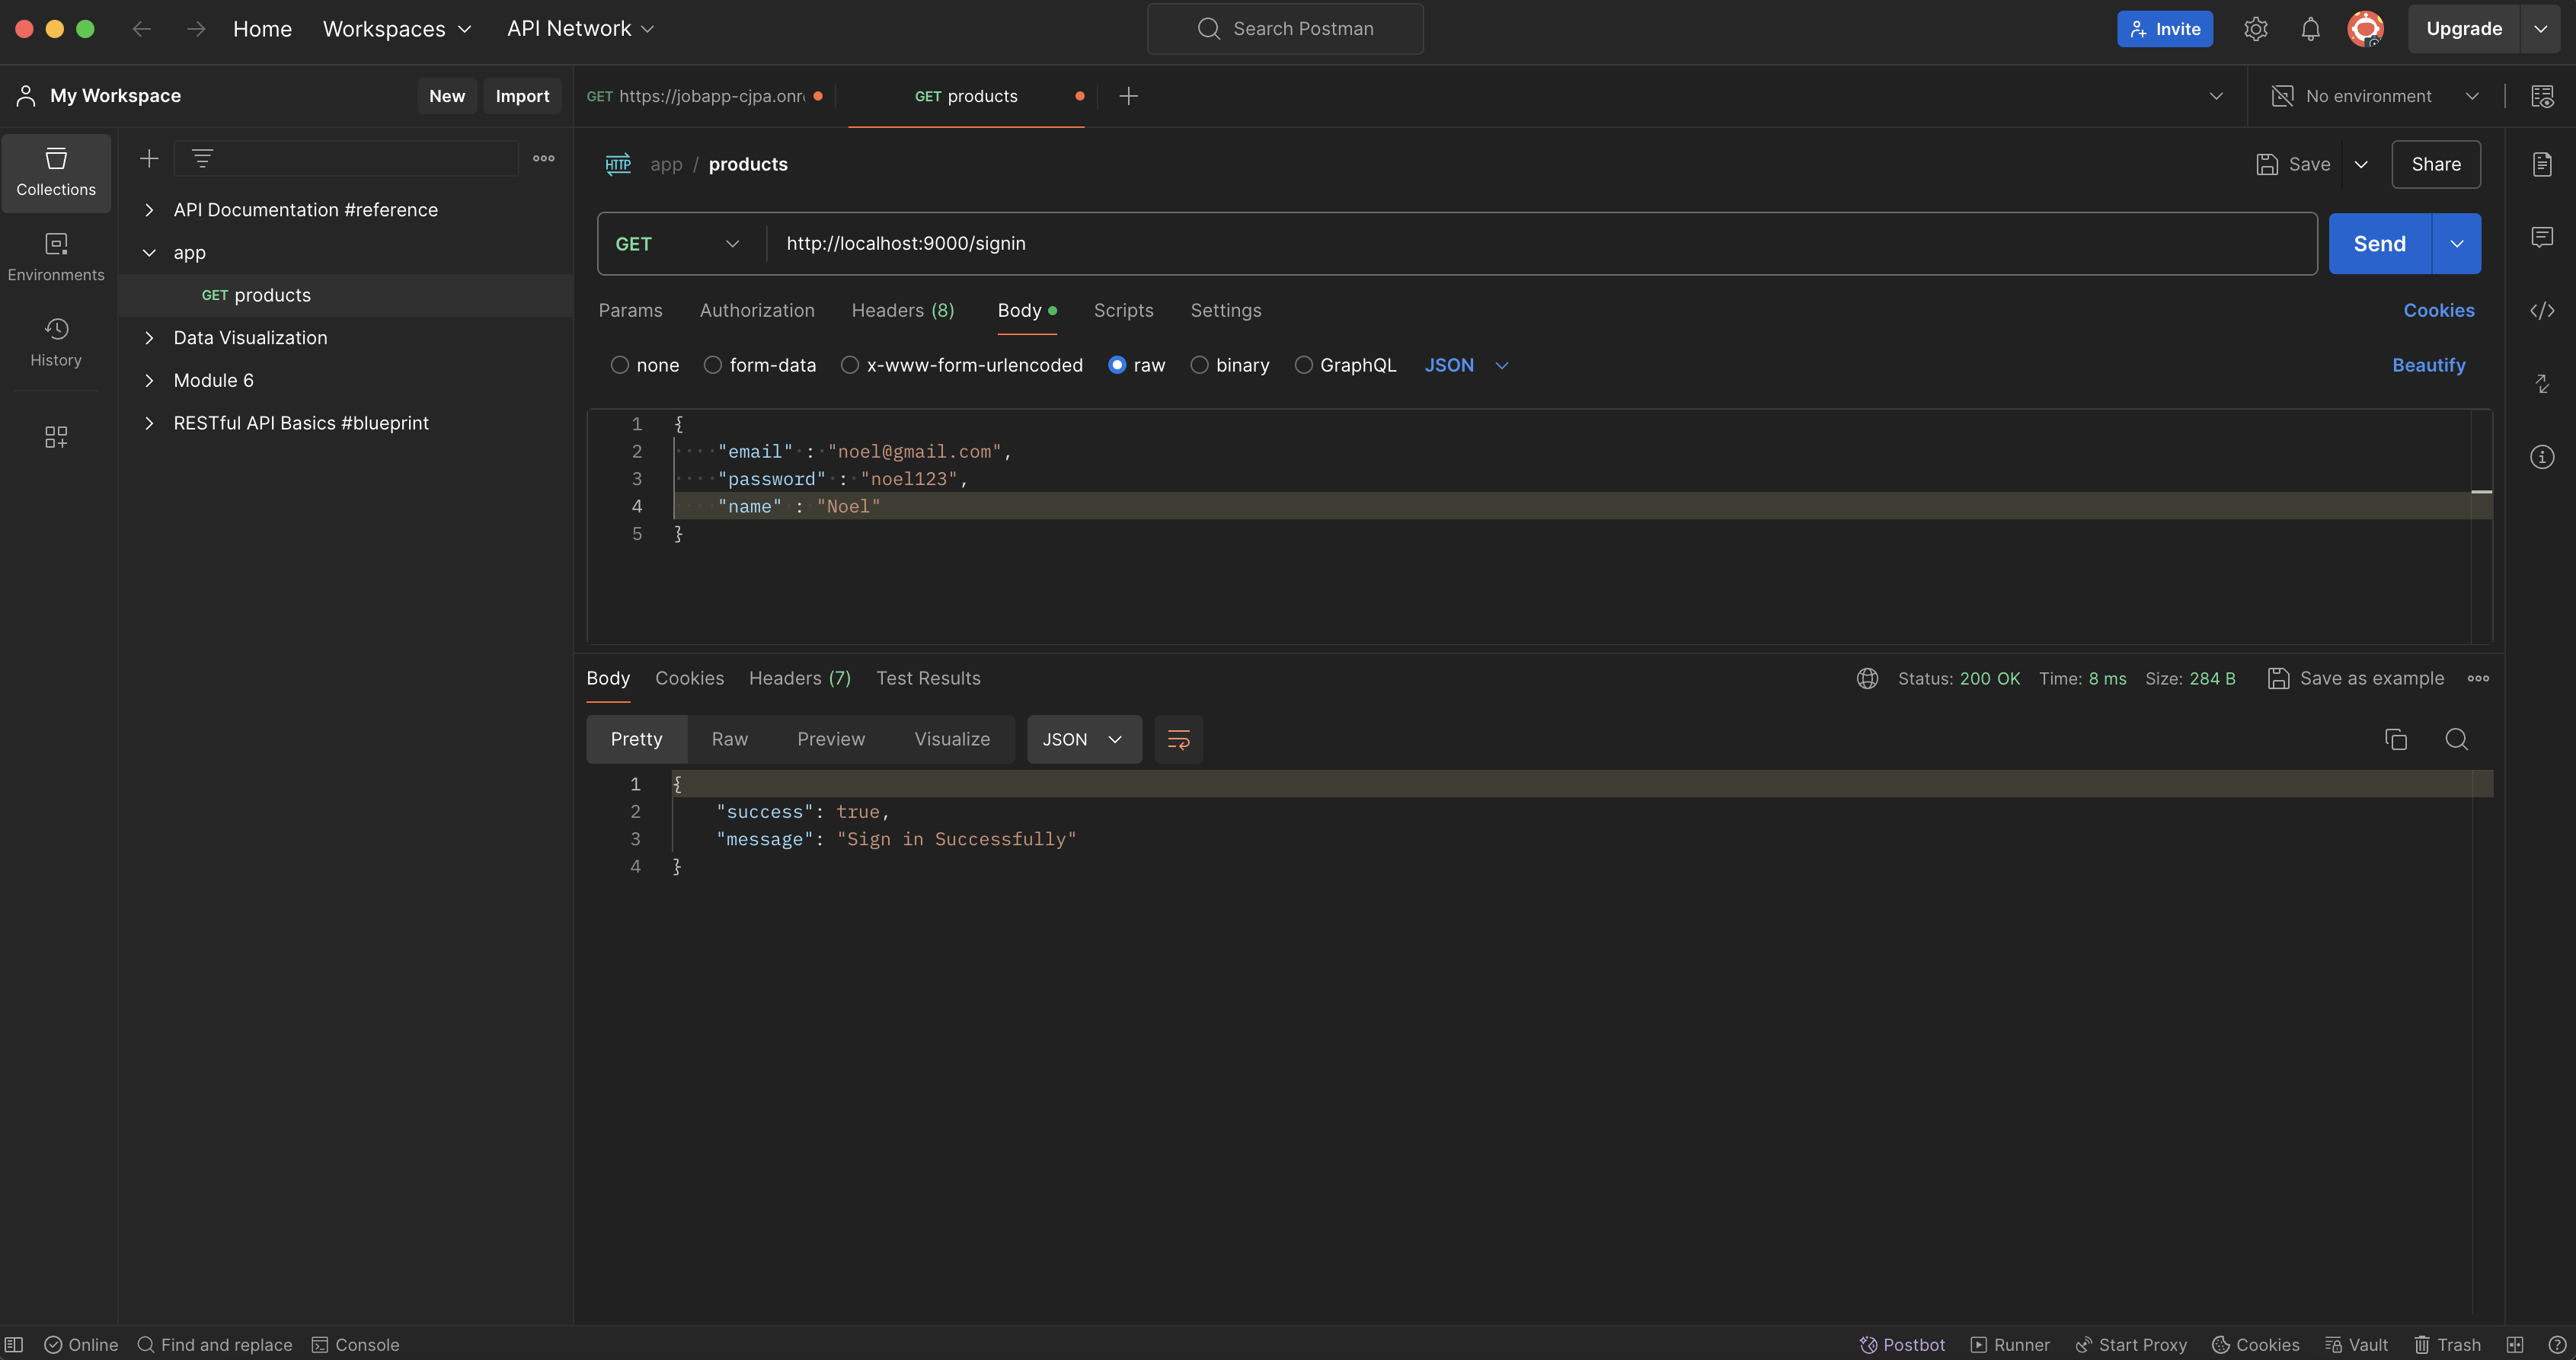 Home Workspaces API Network Search Postman Invite Upgrade
My Workspace New Import GET https://jobapp-cjpa.onr GET products No environment
Collections
Environments
History
API Documentation #reference
app
GET products
Data Visualization
Module 6
RESTful API Basics #blueprint
HTTP app / products Save Share
GET http://localhost:9000/signin Send
Params Authorization Headers (8) Body Scripts Settings Cookies
none form-data x-www-form-urlencoded raw binary GraphQL JSON Beautify
1 {
2 "email" : "noel@gmail.com",
3 "password" : "noel123",
4 "name" : "Noel"
5 }
Body Cookies Headers (7) Test Results Status: 200 OK Time: 8 ms Size: 284 B Save as example
Pretty Raw Preview Visualize JSON
1 {
2 "success": true,
3 "message": "Sign in Successfully"
4 }
Online Find and replace Console Postbot Runner Start Proxy Cookies Vault Trash